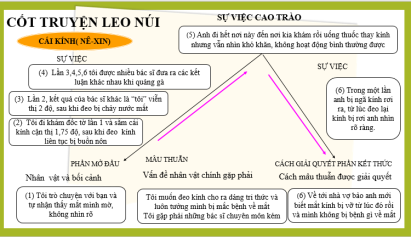 CỐT TRUYỆN LEO NÚI
SỰ VIỆC CAO TRÀO
CÁI KÍNH( NÊ-XIN)
(5) Anh đi hết nơi này đến nơi kia khám rồi uống thuốc thay kính
nhưng vẫn nhìn khó khăn, không hoạt động bình thường được
SỰ VIỆC
(4) Lần 3,4,5,6 tôi được nhiều bác sĩ đưa ra các kết
luận khác nhau khi quáng gà
SỰ VIỆC
(3) Lần 2, kết quả của bác sĩ khác là “tôi” viễn
thị 2 độ, sau khi đeo bị chảy nước mắt
(2) Tôi đi khám đốc tờ lần 1 và sắm cái
kính cận thị 1,75 độ, sau khi đeo kính
liên tục bị buồn nôn
(6) Trong một lần
anh bị ngã kính rơi
ra, từ lúc đeo lại
kính bị rơi anh nhìn
rõ ràng.
PHẦN MỞ ĐẦU
MÂU THUẪN
CÁCH GIẢI QUYẾT PHẦN KẾT THỨC
Nhân vật và bối cảnh
Vấn đề nhân vật chính gặp phải
Cách mâu thuẫn được giải quyết
(1) Tôi trò chuyện với bạn và
tự nhận thấy mắt mình mờ,
không nhìn rõ
Tôi muốn đeo kính cho ra dáng trí thức và
luôn tưởng mình bị mắc bệnh về mắt
Tôi gặp phải những bác sĩ chuyên môn kém
(6) Về tới nhà vợ báo anh mới
biết mắt kính bị vỡ từ lúc đó rồi
và mình không bị bệnh gì về mắt